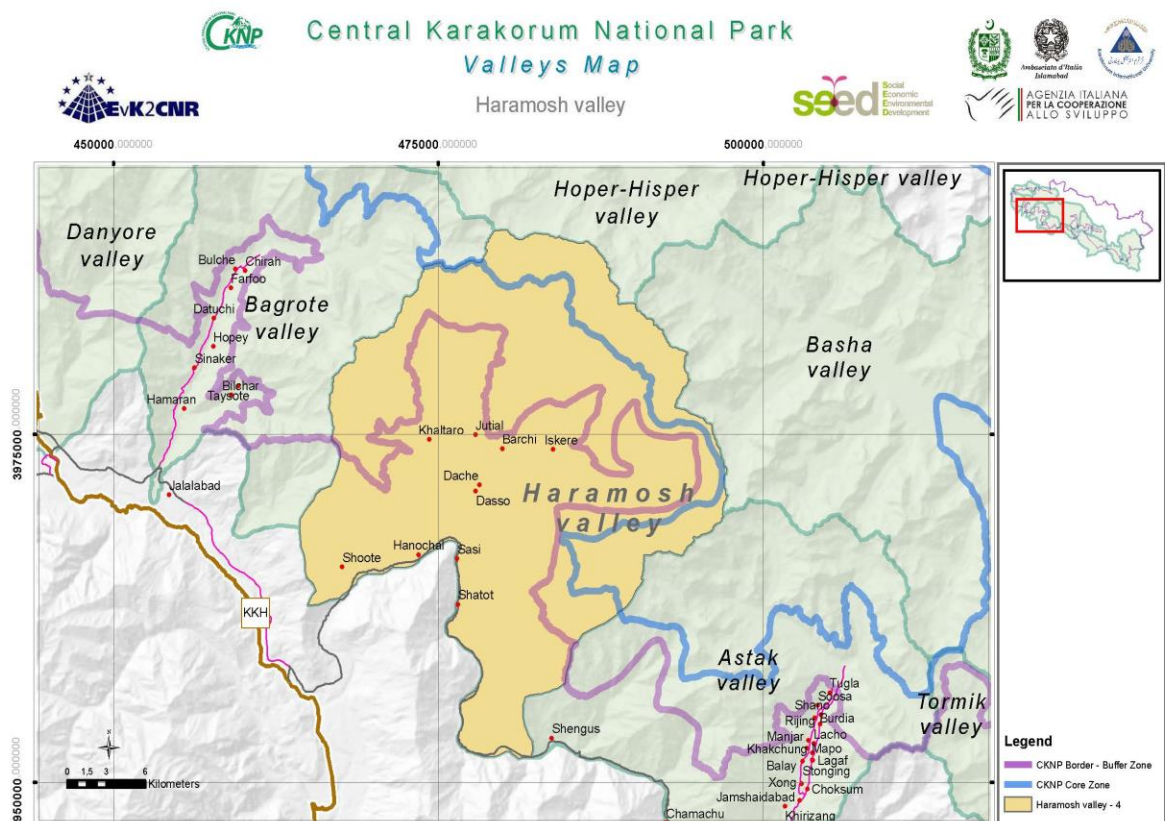 CKNP
Central Karakorum National Park
Valleys Map
Haramosh valley
EvK2CNR
seed
Social
Economic
Environmental
Development
Ambasciata d'Italia
Islamabad
AGENZIA ITALIANA
PER LA COOPERAZIONE
ALLO SVILUPPO
450000.000000
475000.000000
500000.000000
3975000.000000
950000.000000
Hoper-Hisper
valley
Hoper-Hisper valley
Danyore
valley
Bulche
Chirah
Farfoo
Bagrote
valley
Datuchi
Hopey
Sinaker
Bilchar
Taysote
Hamaran
Basha
valley
Khaltaro
Jutial
Barchi
Iskere
Dache
Dasso
Haramosh
valley
Jalalabad
Hanochal
Sasi
Shoote
Shatot
KKH
Astak
valley
Tormik
valley
Tugla
Soosa
Shano
Rijing
Burdia
Manjar
Lacho
Khakchung
Mapo
Balay
Lagaf
Stonging
Xong
Choksum
Jamshaidabad
Khirizang
Shengus
Chamachu
0 1,5 3 6
Kilometers
Legend
CKNP Border - Buffer Zone
CKNP Core Zone
Haramosh valley - 4